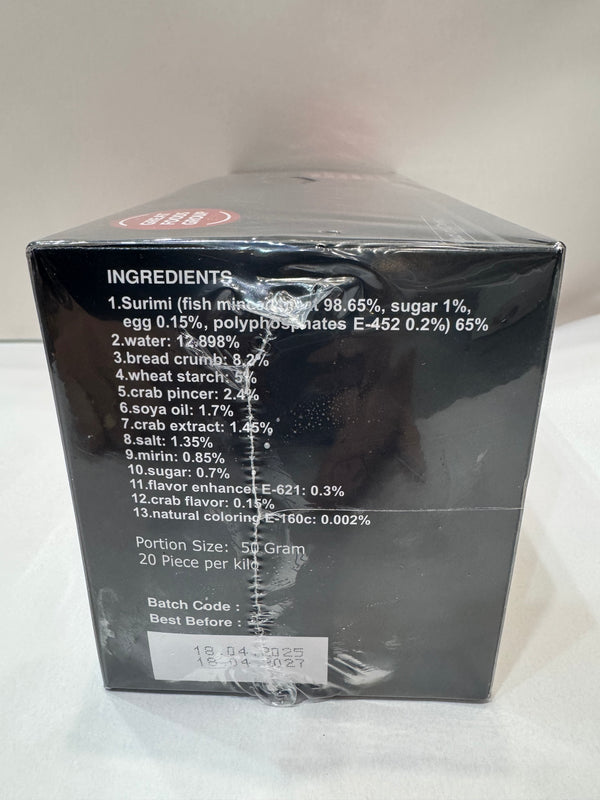 GREAT
FOOD
GROUP
INGREDIENTS
1.Surimi (fish minced meat 98.65%, sugar 1%,
egg 0.15%, polyphosphates E-452 0.2%) 65%
2.water: 12.898%
3.bread crumb: 8.2%
4.wheat starch: 5%
5.crab pincer: 2.4%
6.soya oil: 1.7%
7.crab extract: 1.45%
8.salt: 1.35%
9.mirin: 0.85%
10.sugar: 0.7%
11.flavor enhancer E-621: 0.3%
12.crab flavor: 0.15%
13.natural coloring E-160c: 0.002%
Portion Size: 50 Gram
20 Piece per kilo
Batch Code :
Best Before :
18.04.2025
18.04.2027